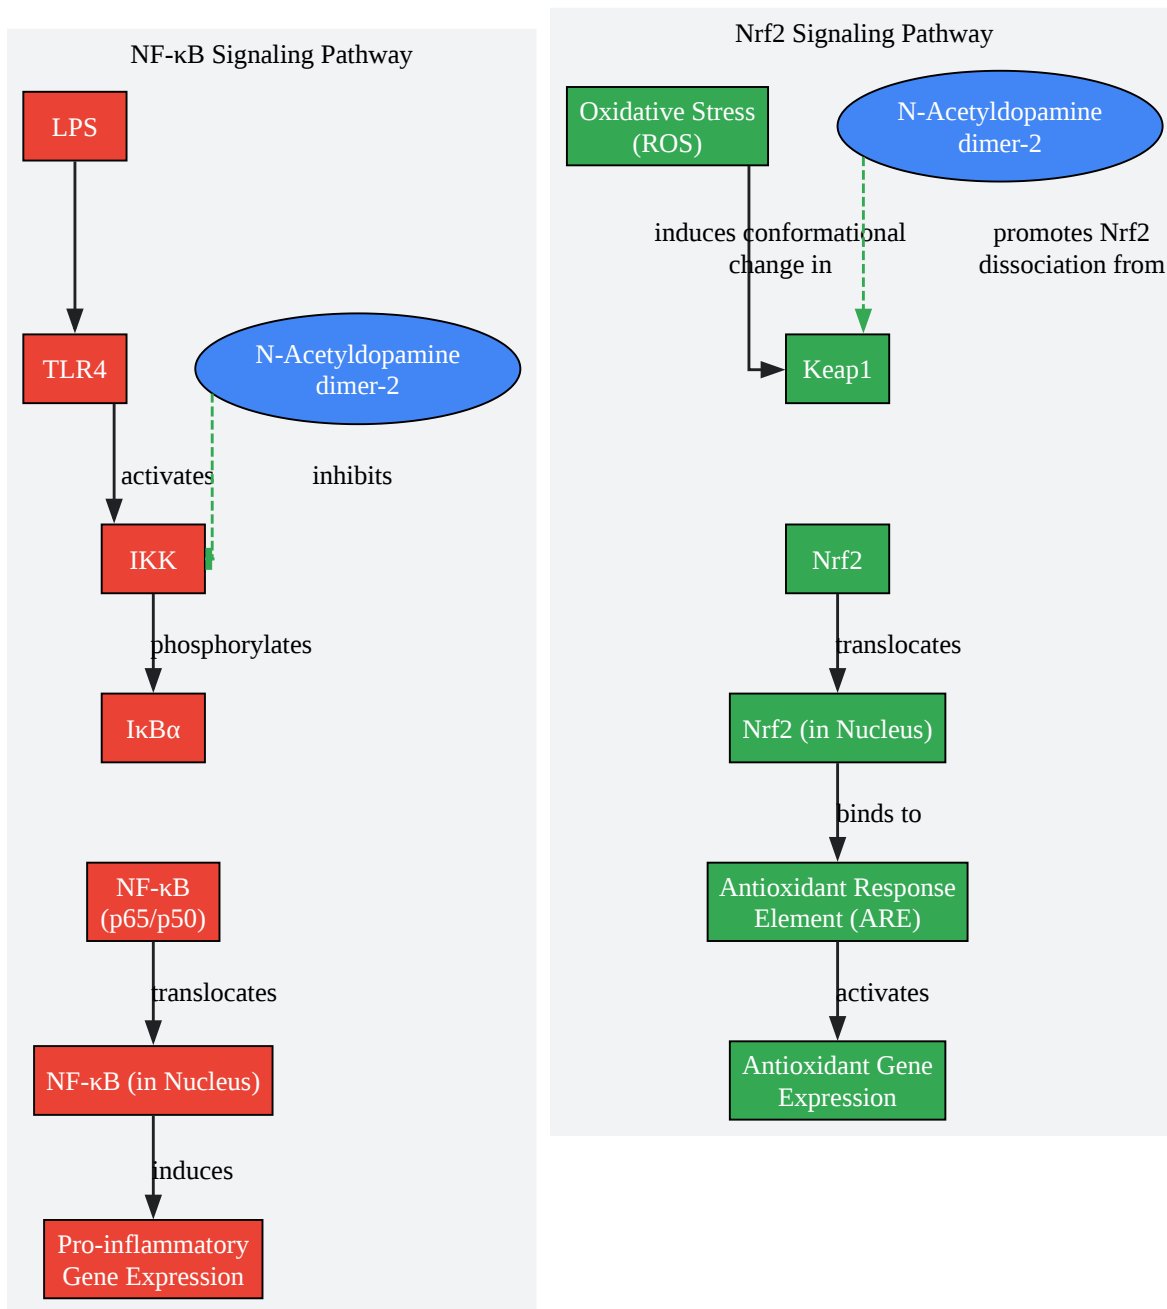 NF-κB Signaling Pathway
LPS
TLR4
N-Acetyldopamine
dimer-2
activates
inhibits
IKK
phosphorylates
IκBα
NF-κB
(p65/p50)
translocates
NF-κB (in Nucleus)
induces
Pro-inflammatory
Gene Expression
Nrf2 Signaling Pathway
Oxidative Stress
(ROS)
N-Acetyldopamine
dimer-2
induces conformational
change in
promotes Nrf2
dissociation from
Keap1
Nrf2
translocates
Nrf2 (in Nucleus)
binds to
Antioxidant Response
Element (ARE)
activates
Antioxidant Gene
Expression